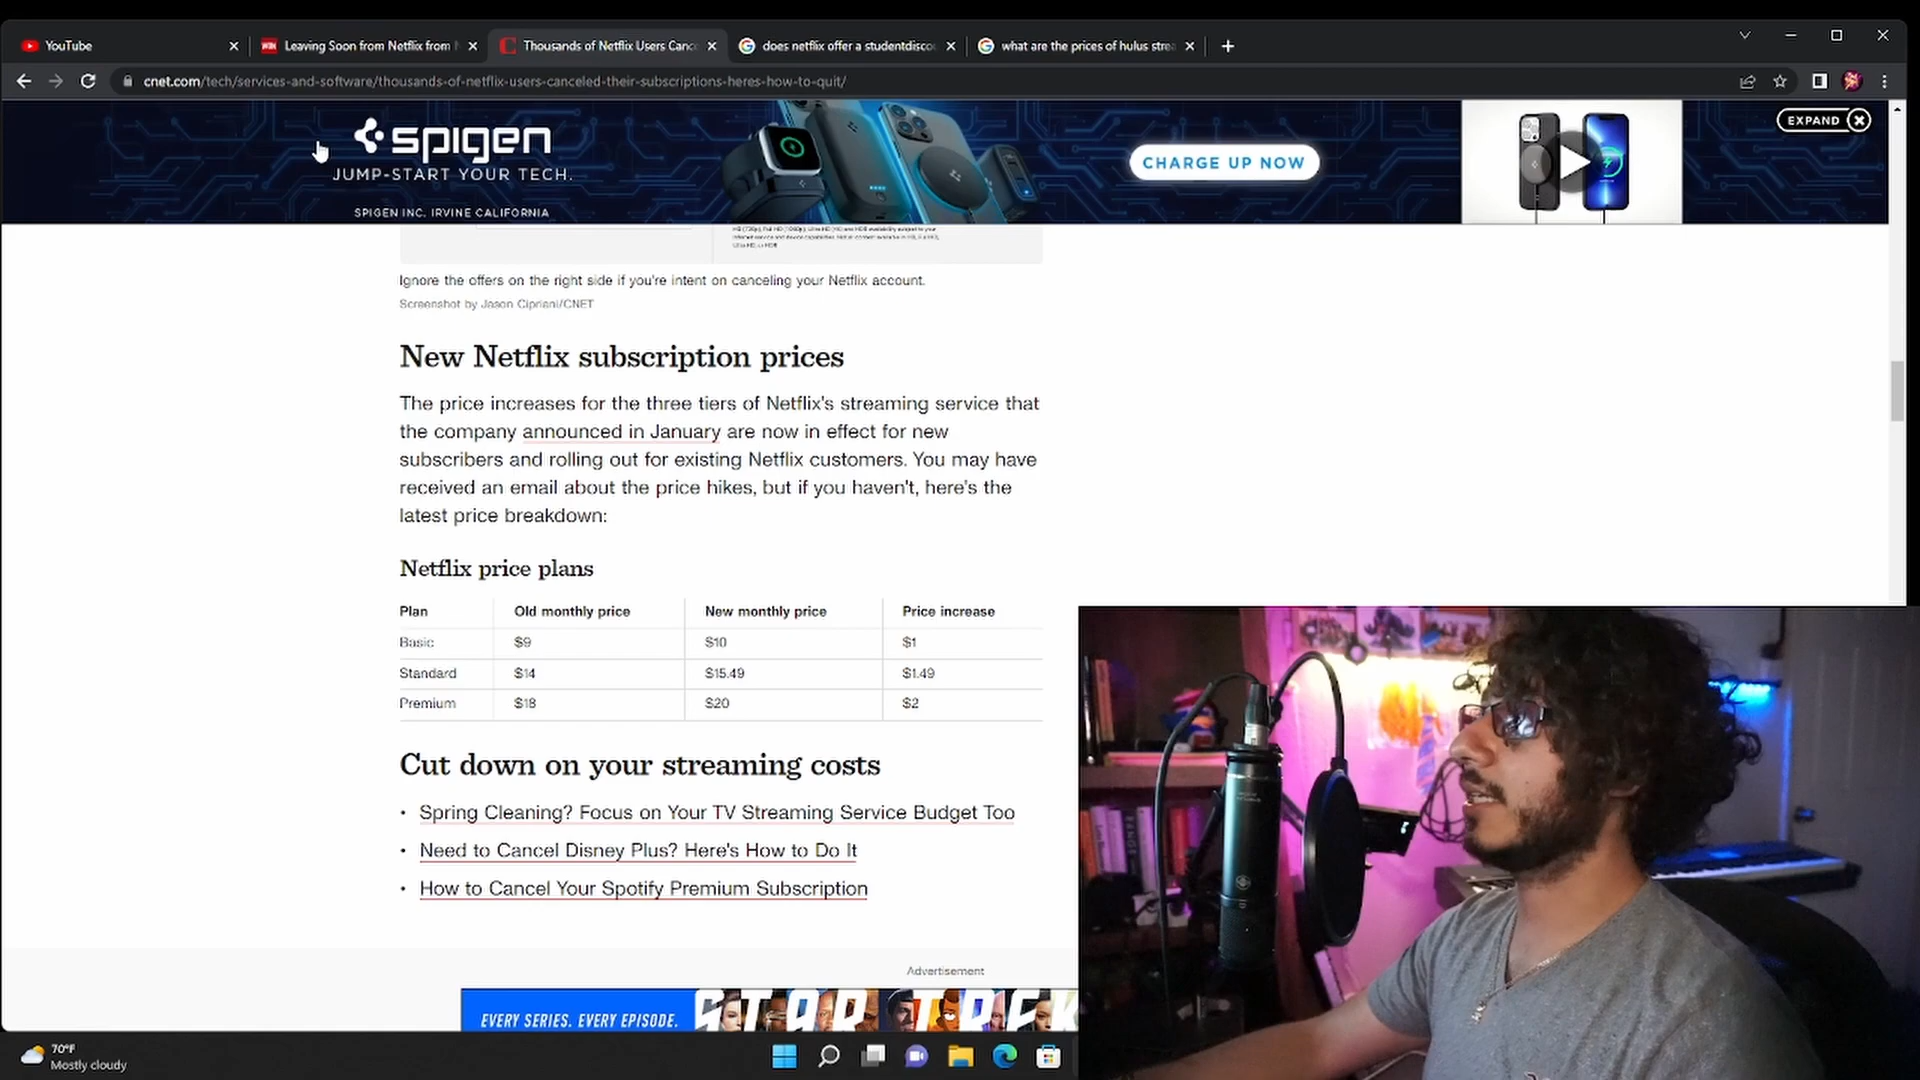 YouTube
Leaving Soon from Netflix from
Thousands of Netflix Users Canc
does netflix offer a studentdisco
what are the prices of hulus strea
cnet.com/tech/services-and-software/thousands-of-netflix-users-canceled-their-subscriptions-heres-how-to-quit/
spigen
JUMP-START YOUR TECH.
SPIGEN INC. IRVINE CALIFORNIA
CHARGE UP NOW
EXPAND
Ignore the offers on the right side if you're intent on canceling your Netflix account.
Screenshot by Jason Cipriani/CNET
New Netflix subscription prices
The price increases for the three tiers of Netflix's streaming service that
the company announced in January are now in effect for new
subscribers and rolling out for existing Netflix customers. You may have
received an email about the price hikes, but if you haven't, here's the
latest price breakdown:
Netflix price plans
Plan Old monthly price New monthly price Price increase
Basic $9 $10 $1
Standard $14 $15.49 $1.49
Premium $18 $20 $2
Cut down on your streaming costs
• Spring Cleaning? Focus on Your TV Streaming Service Budget Too
• Need to Cancel Disney Plus? Here's How to Do It
• How to Cancel Your Spotify Premium Subscription
Advertisement
EVERY SERIES. EVERY EPISODE.
STAR TREK
70°F
Mostly cloudy